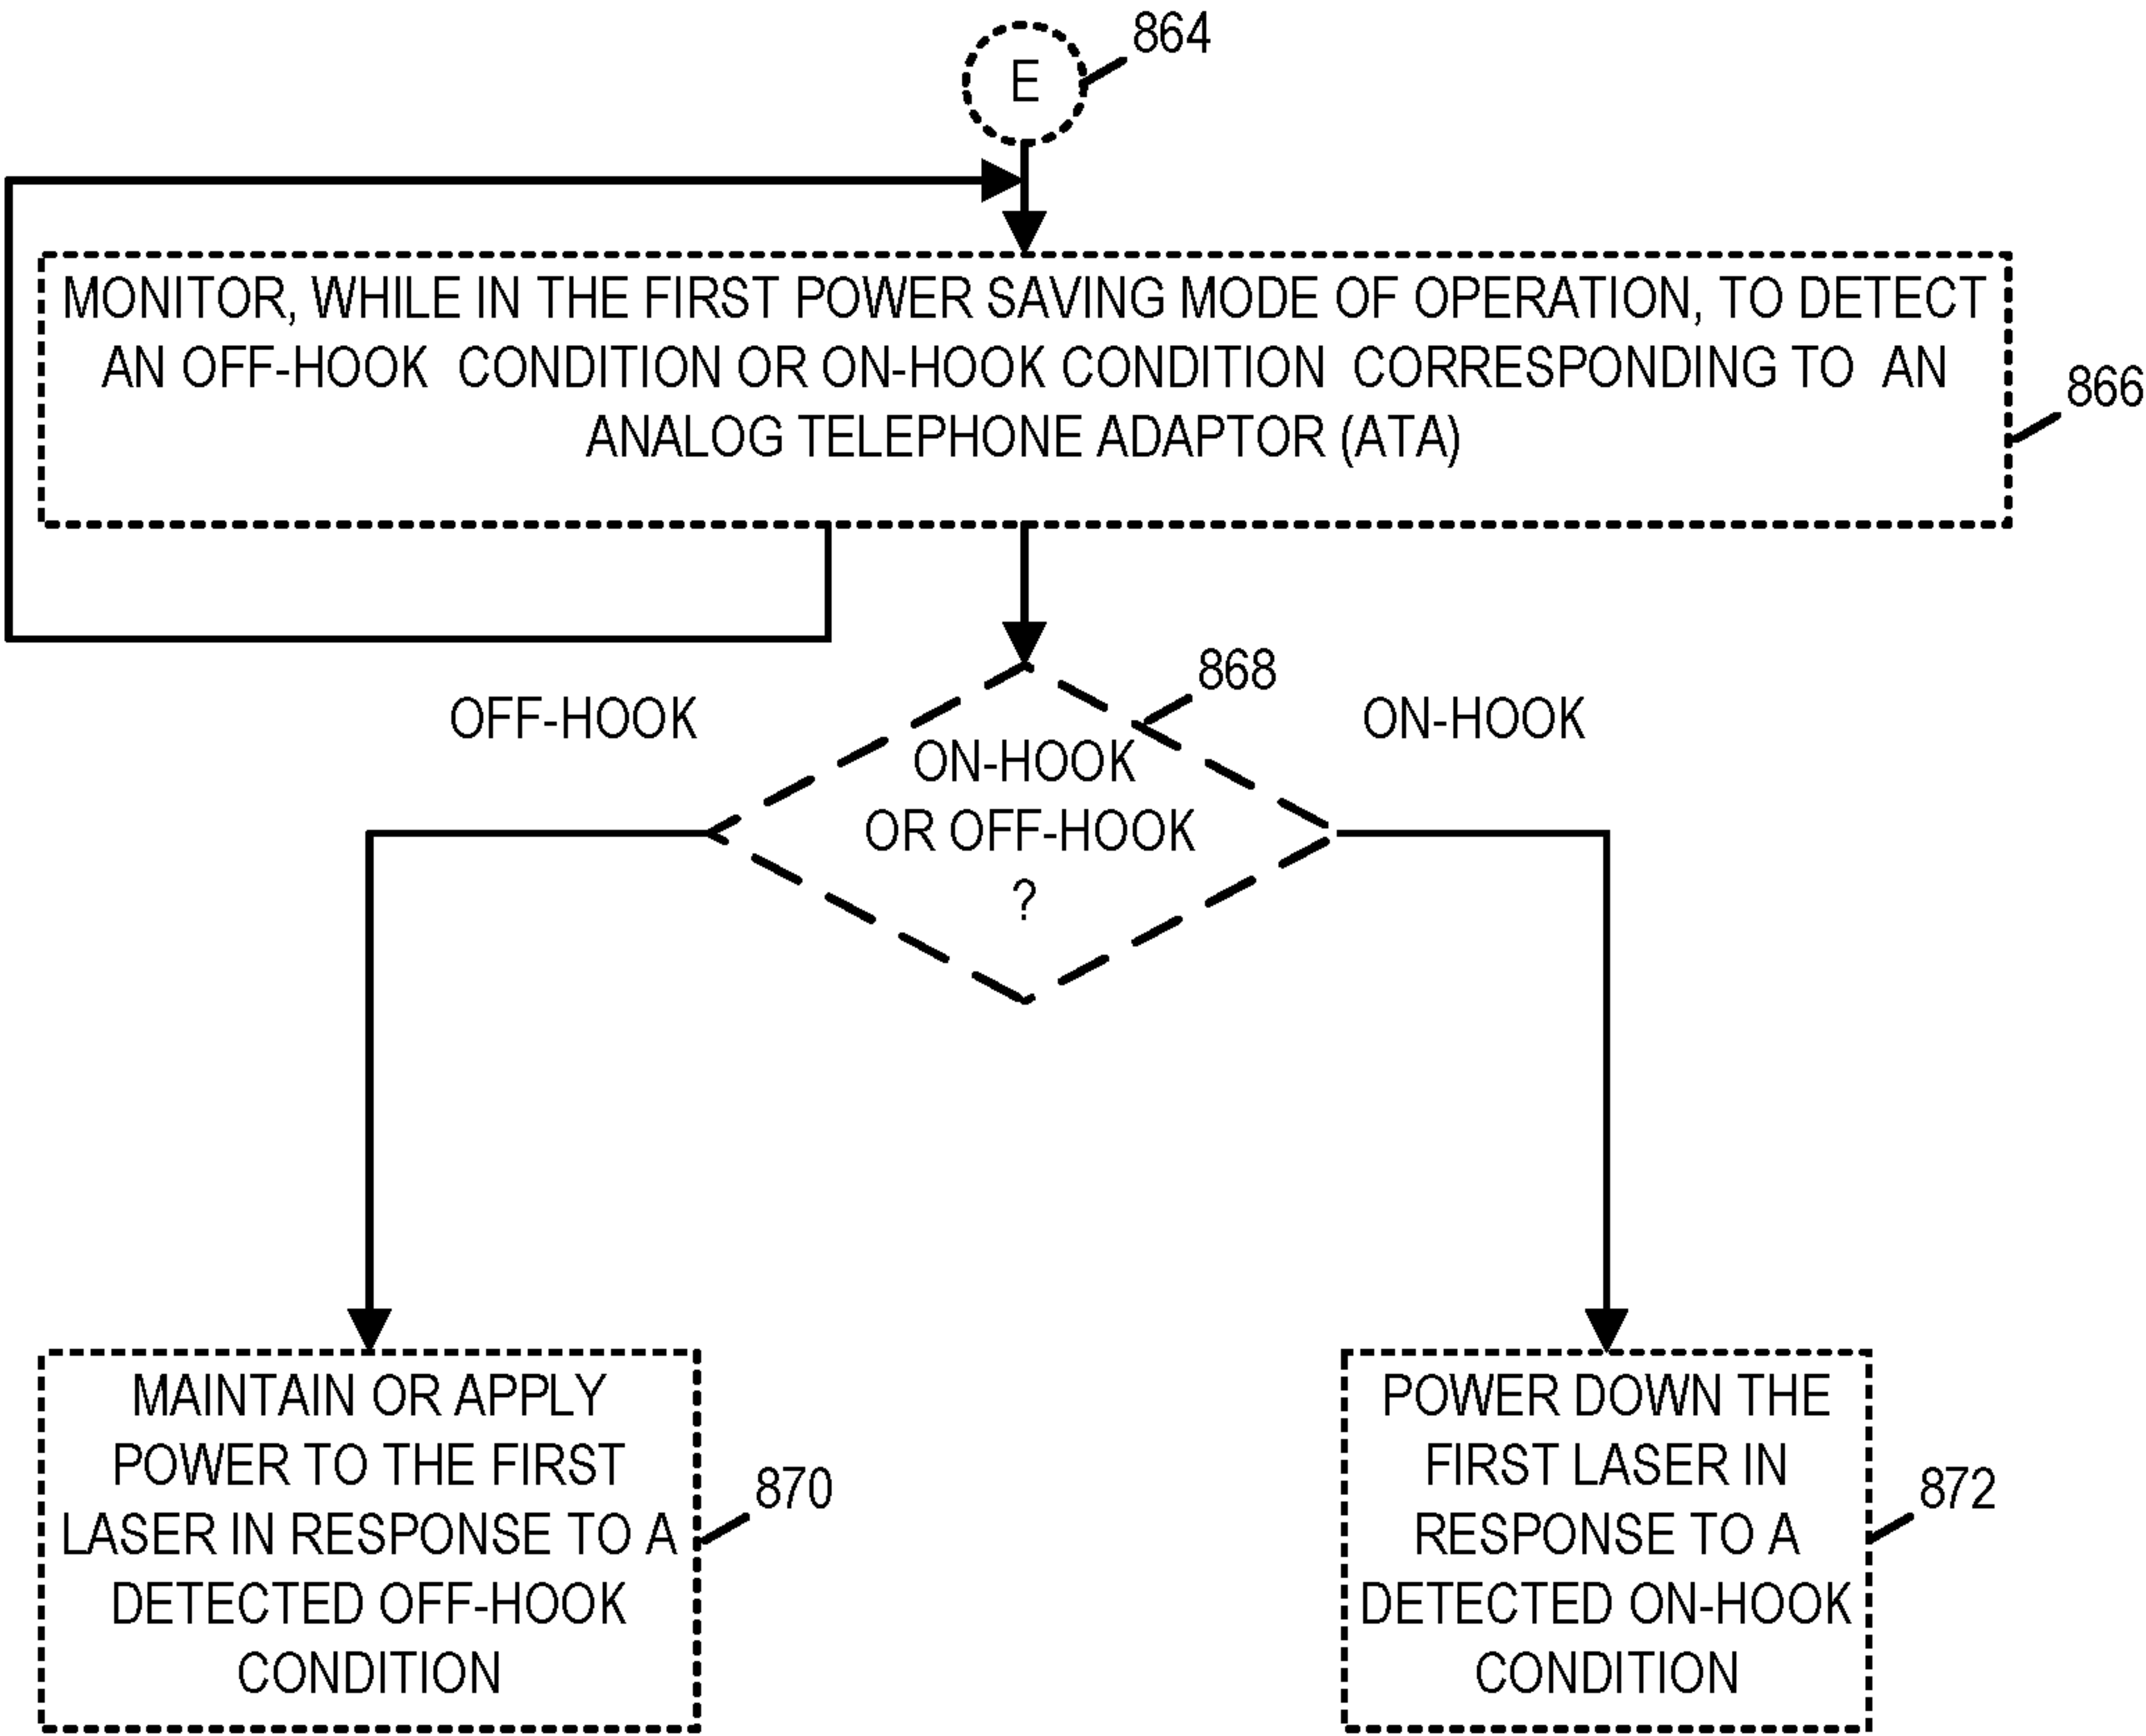 864
E
MONITOR, WHILE IN THE FIRST POWER SAVING MODE OF OPERATION, TO DETECT
AN OFF-HOOK CONDITION OR ON-HOOK CONDITION CORRESPONDING TO AN
ANALOG TELEPHONE ADAPTOR (ATA)
866
868
OFF-HOOK
ON-HOOK
ON-HOOK
OR OFF-HOOK
?
MAINTAIN OR APPLY
POWER TO THE FIRST
LASER IN RESPONSE TO A
DETECTED OFF-HOOK
CONDITION
870
POWER DOWN THE
FIRST LASER IN
RESPONSE TO A
DETECTED ON-HOOK
CONDITION
872